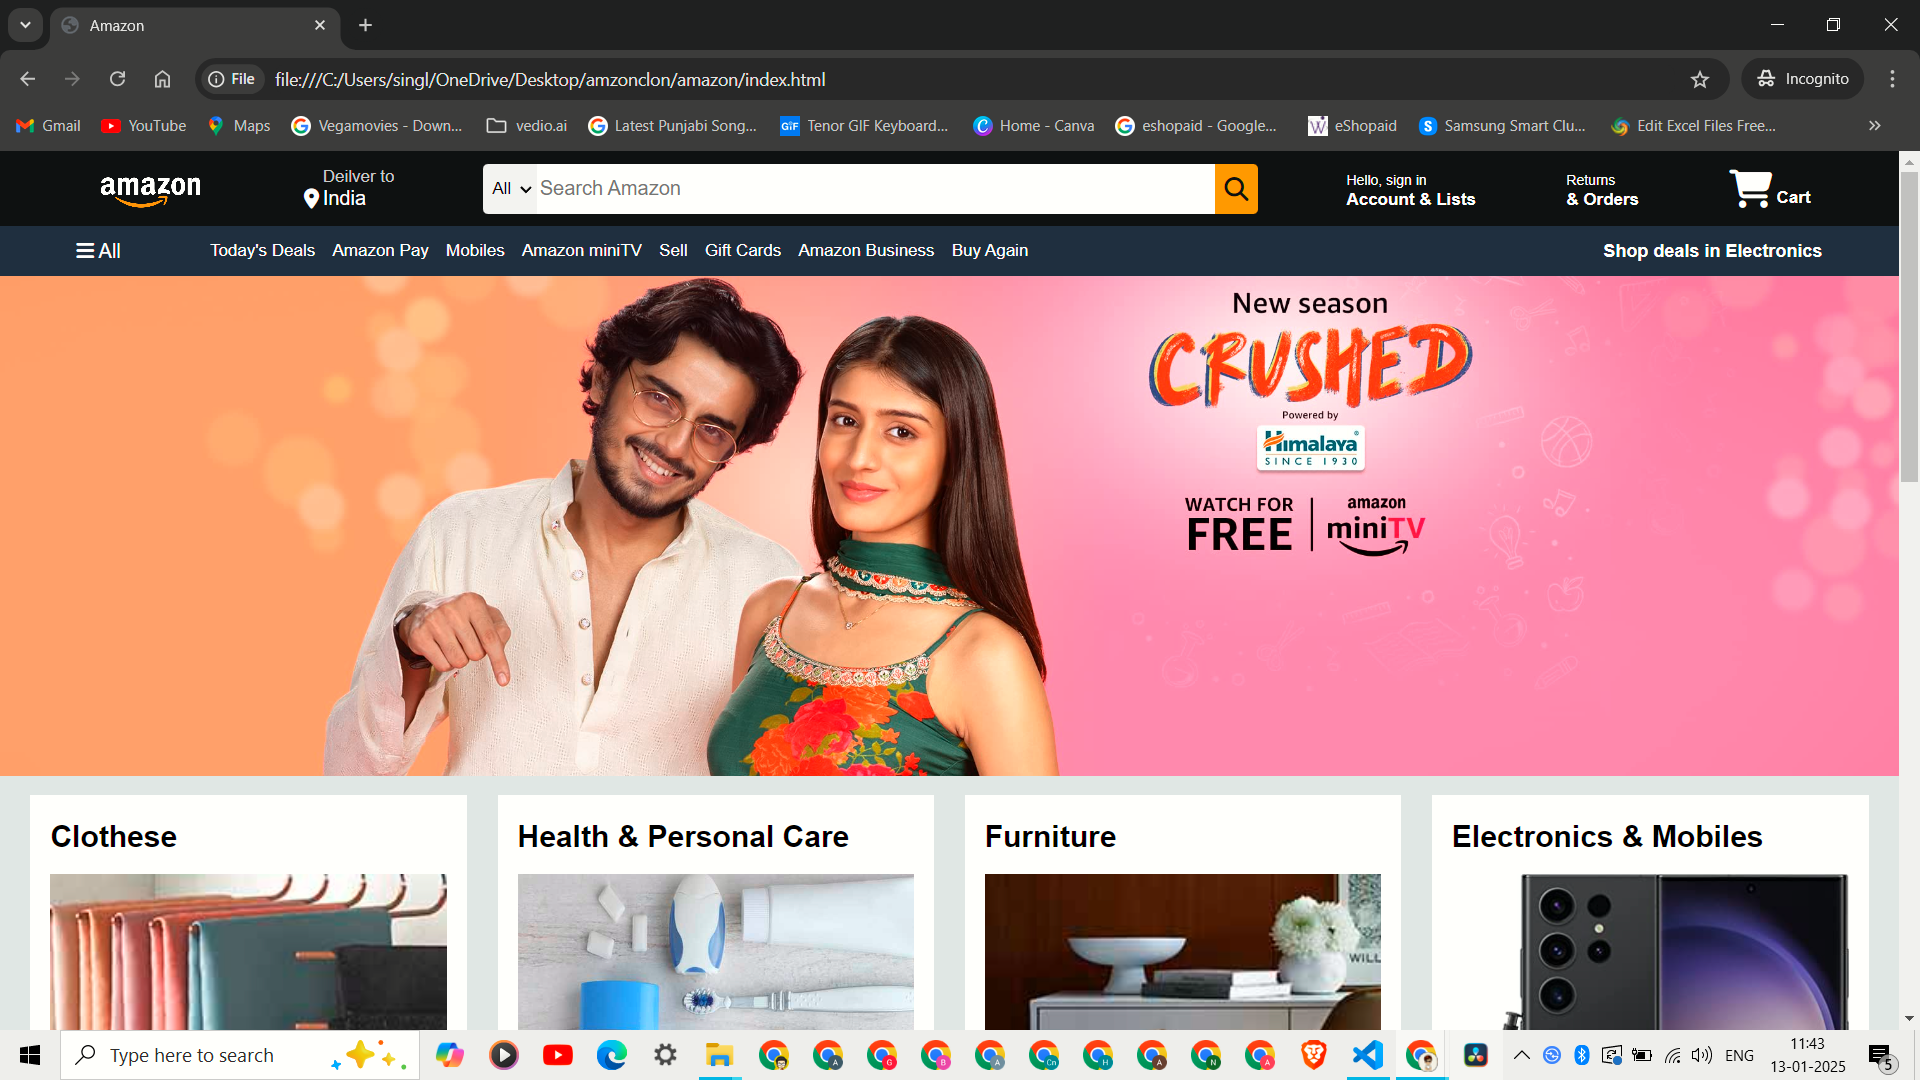 Amazon
File file:///C:/Users/singl/OneDrive/Desktop/amzonclon/amazon/index.html Incognito
Gmail YouTube Maps Vegamovies - Down... vedio.ai Latest Punjabi Song... GIF Tenor GIF Keyboard... Home - Canva eshopaid - Google... eShopaid Samsung Smart Clu... Edit Excel Files Free...
amazon
Deilver to
India
All Search Amazon
Hello, sign in
Account & Lists
Returns
& Orders
Cart
All Today's Deals Amazon Pay Mobiles Amazon miniTV Sell Gift Cards Amazon Business Buy Again Shop deals in Electronics
New season
CRUSHED
Powered by
Himalaya
SINCE 1930
WATCH FOR
FREE
amazon
miniTV
Clothese
Health & Personal Care
Furniture
Electronics & Mobiles
WILL
Type here to search
ENG
11:43
13-01-2025
5